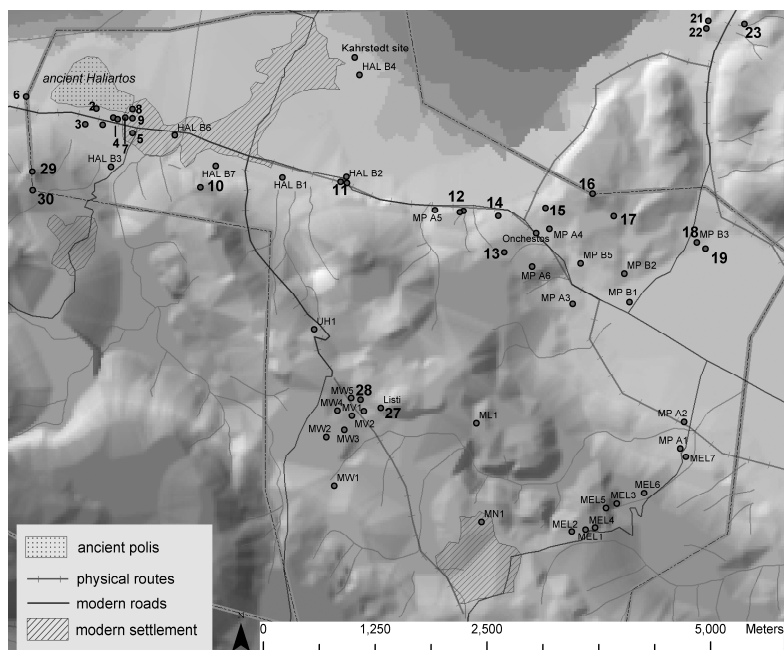 21
22
23
Kahrstedt site
HAL B4
ancient Haliartos
6
2
8
3
9
4
7
5
HAL B6
HAL B3
HAL B7
10
HAL B1
11
HAL B2
29
30
MP A5
12
14
16
15
17
Onchestos
MP A4
13
MP A6
MP B5
MP B2
18
MP B3
19
MP A3
MP B1
UH1
MW5
28
MW4
MV1
Listi
27
MV2
MW2
MW3
ML1
MP A2
MP A1
MEL7
MW1
MEL6
MEL5
MEL3
MN1
MEL2
MEL4
MEL1
ancient polis
physical routes
modern roads
modern settlement
N
0 1,250 2,500 5,000 Meters